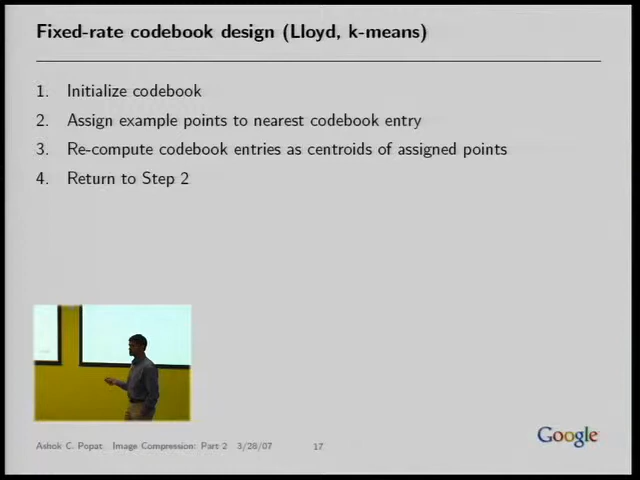 Fixed-rate codebook design (Lloyd, k-means)
1. Initialize codebook
2. Assign example points to nearest codebook entry
3. Re-compute codebook entries as centroids of assigned points
4. Return to Step 2
Ashok C. Popat Image Compression: Part 2 3/28/07 17
Google